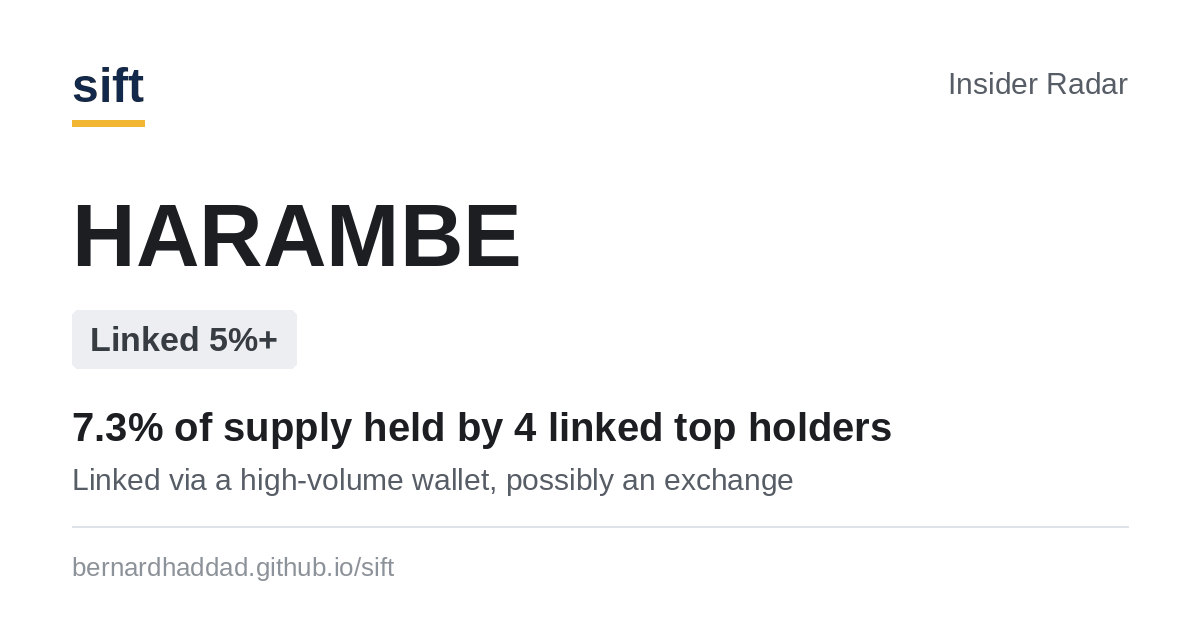 sift
Insider Radar
HARAMBE
Linked 5%+
7.3% of supply held by 4 linked top holders
Linked via a high-volume wallet, possibly an exchange
bernardhaddad.github.io/sift